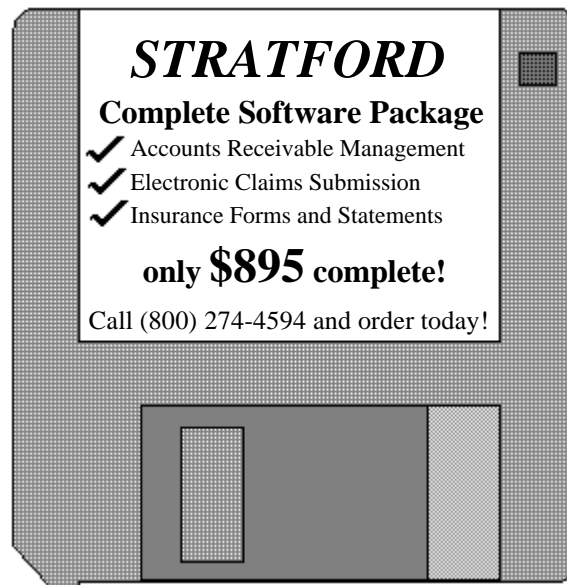 STRATFORD
Complete Software Package
Accounts Receivable Management
Electronic Claims Submission
Insurance Forms and Statements
only $895 complete!
Call (800) 274-4594 and order today!